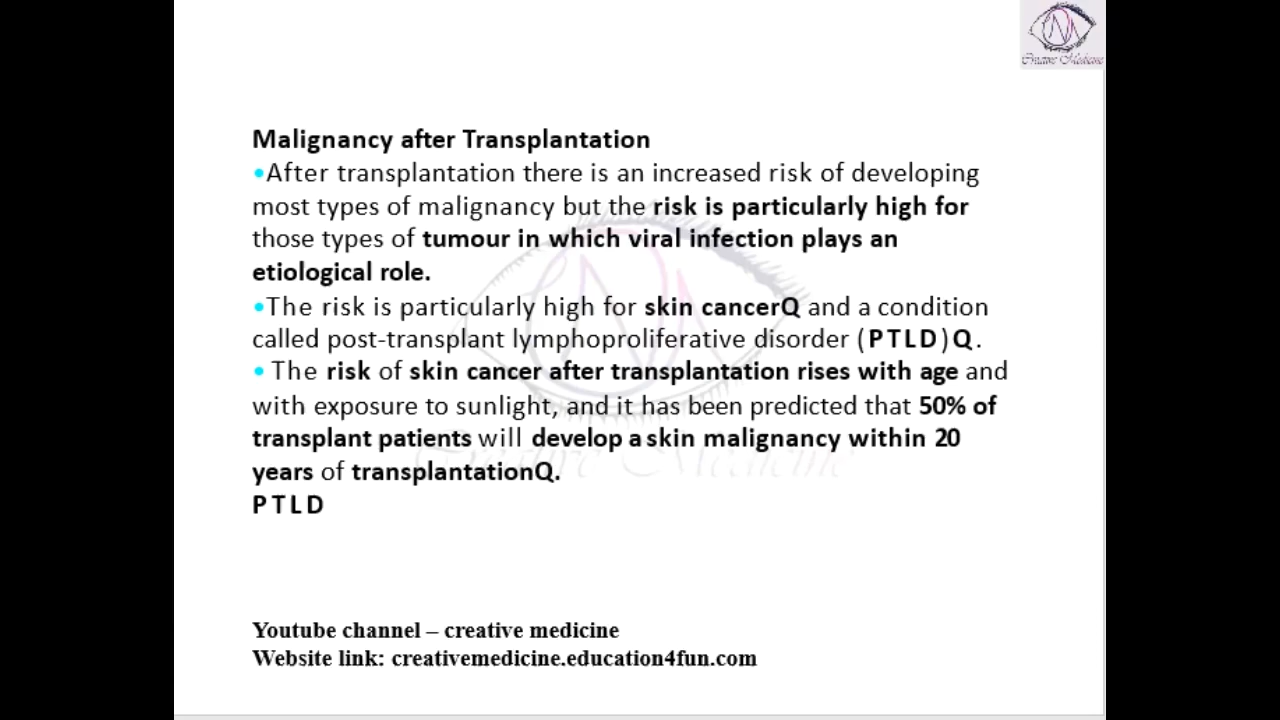 Creative Medicine
Malignancy after Transplantation
•After transplantation there is an increased risk of developing
most types of malignancy but the risk is particularly high for
those types of tumour in which viral infection plays an
etiological role.
•The risk is particularly high for skin cancerQ and a condition
called post-transplant lymphoproliferative disorder (PTLD)Q.
• The risk of skin cancer after transplantation rises with age and
with exposure to sunlight, and it has been predicted that 50% of
transplant patients will develop a skin malignancy within 20
years of transplantationQ.
PTLD
Creative Medicine
Youtube channel – creative medicine
Website link: creativemedicine.education4fun.com